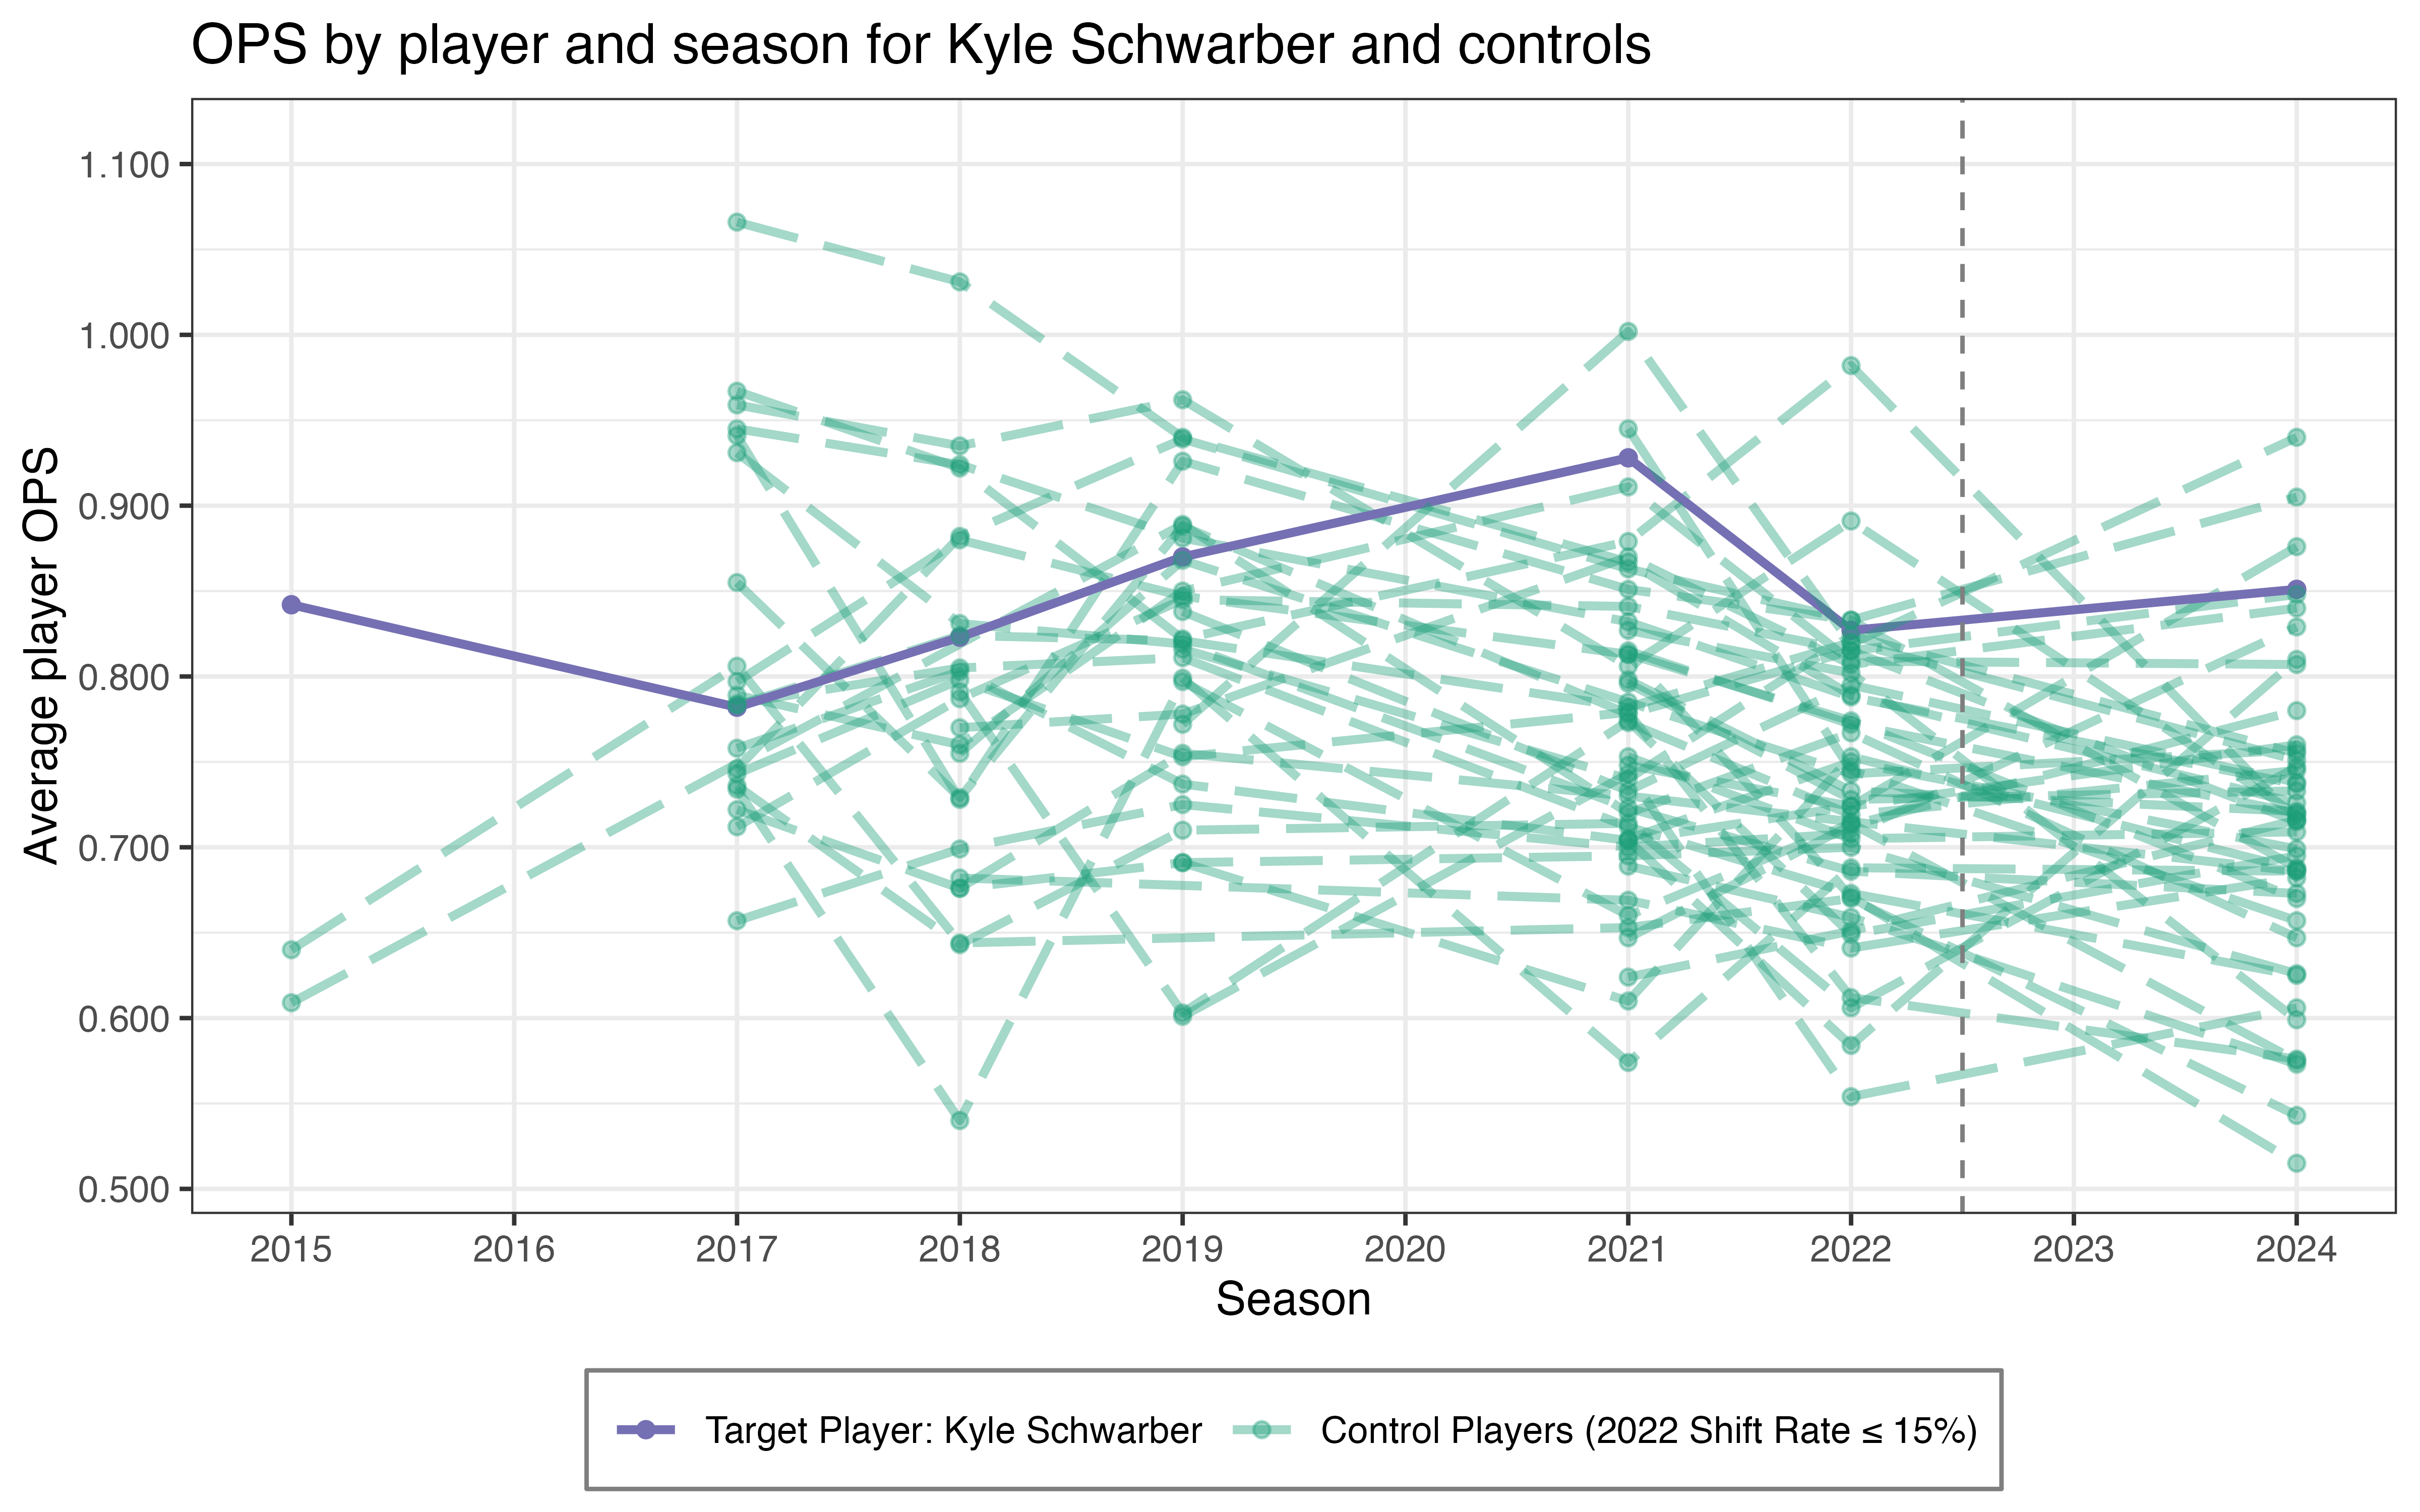 OPS by player and season for Kyle Schwarber and controls
Average player OPS
1.100
1.000
0.900
0.800
0.700
0.600
0.500
2015 2016 2017 2018 2019 2020 2021 2022 2023 2024
Season
Target Player: Kyle Schwarber Control Players (2022 Shift Rate ≤ 15%)